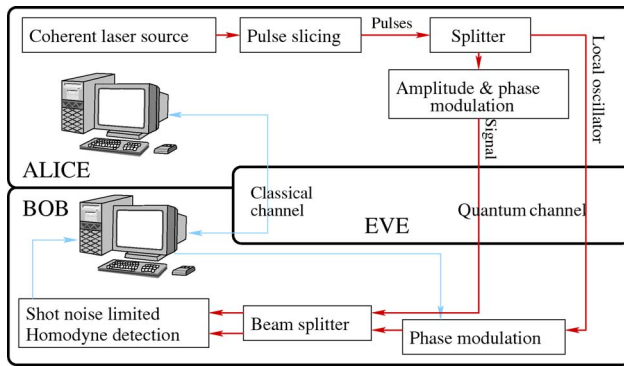 Coherent laser source
Pulse slicing
Pulses
Splitter
Local oscillator
Amplitude & phase
modulation
Signal
ALICE
BOB
Classical
channel
EVE
Quantum channel
Shot noise limited
Homodyne detection
Beam splitter
Phase modulation